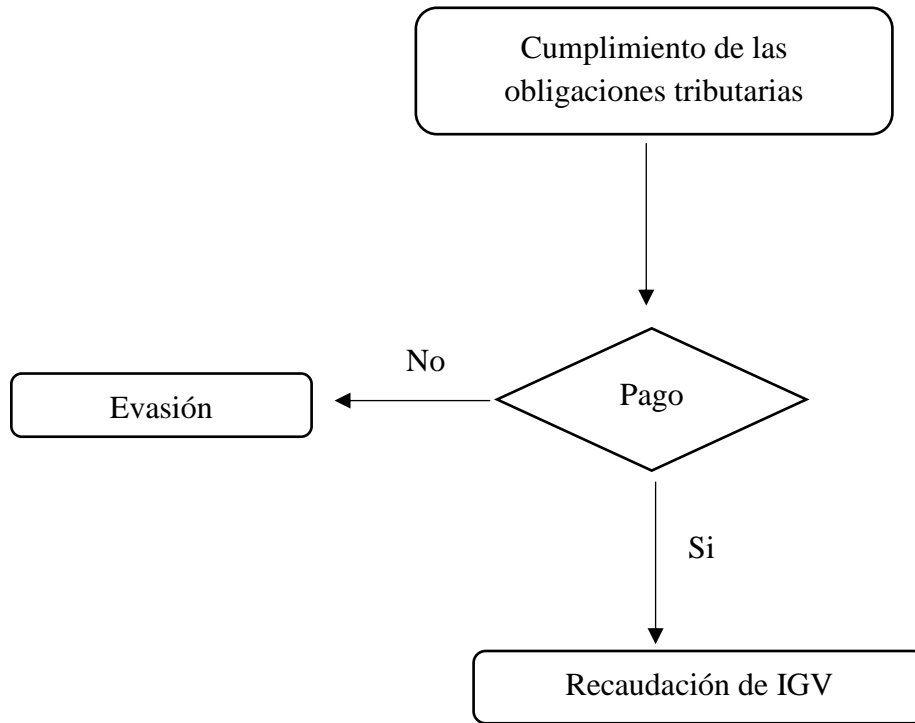 Cumplimiento de las
obligaciones tributarias
No
Pago
Evasión
Si
Recaudación de IGV